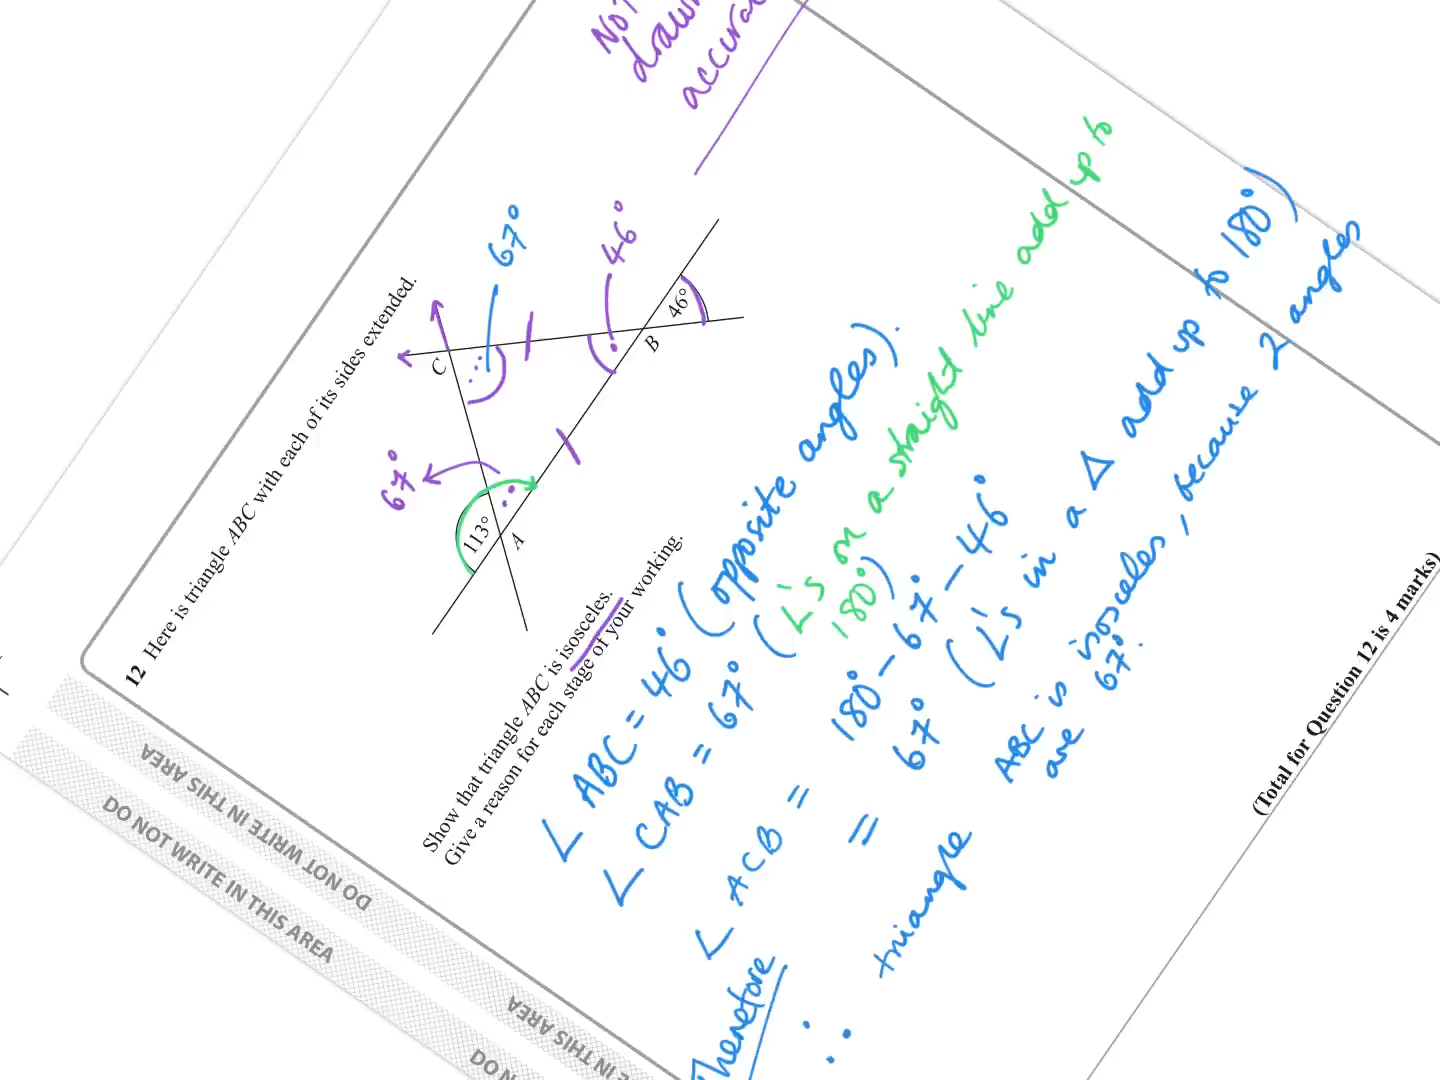 Not
drawn
12 Here is triangle ABC with each of its sides extended.
C
67°
46°
67°
113°
A
B
46°
Show that triangle ABC is isosceles.
Give a reason for each stage of your working.
∠ ABC = 46° (opposite angles).
∠ CAB = 67° (∠'s on a straight line add up to
180°)
∠ ACB = 180° − 67° − 46°
= 67° (∠'s in a Δ add up to 180°)
Therefore
∴ triangle ABC is isosceles, because 2 angles
are 67°.
(Total for Question 12 is 4 marks)
DO NOT WRITE IN THIS AREA
DO NOT WRITE IN THIS AREA
E IN THIS AREA
DO N